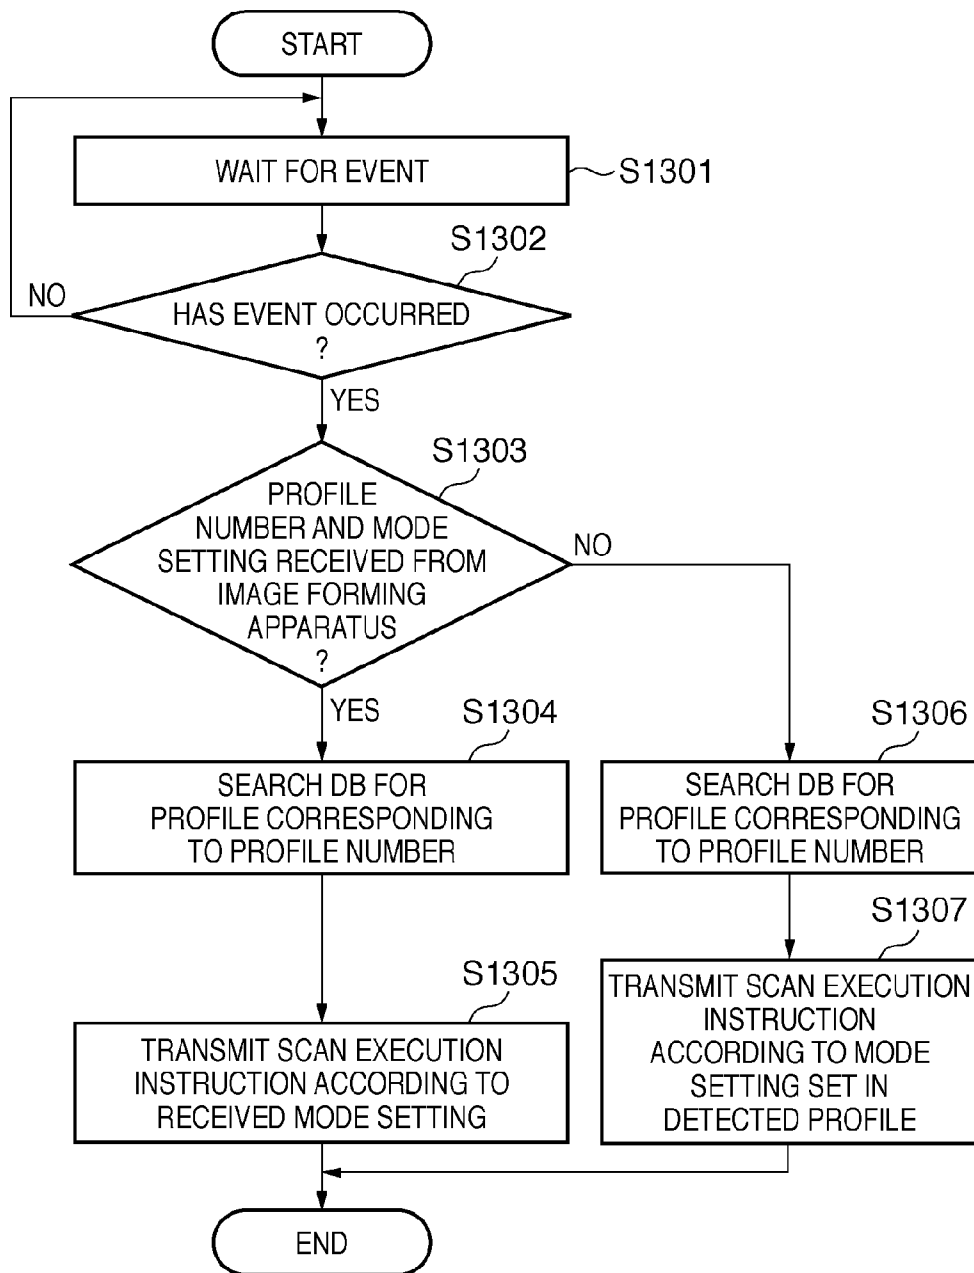 START
WAIT FOR EVENT
S1301
S1302
NO
HAS EVENT OCCURRED
?
YES
S1303
PROFILE
NUMBER AND MODE
SETTING RECEIVED FROM
IMAGE FORMING
APPARATUS
?
NO
YES
S1304
SEARCH DB FOR
PROFILE CORRESPONDING
TO PROFILE NUMBER
S1306
SEARCH DB FOR
PROFILE CORRESPONDING
TO PROFILE NUMBER
S1305
TRANSMIT SCAN EXECUTION
INSTRUCTION ACCORDING TO
RECEIVED MODE SETTING
S1307
TRANSMIT SCAN EXECUTION
INSTRUCTION
ACCORDING TO MODE
SETTING SET IN
DETECTED PROFILE
END